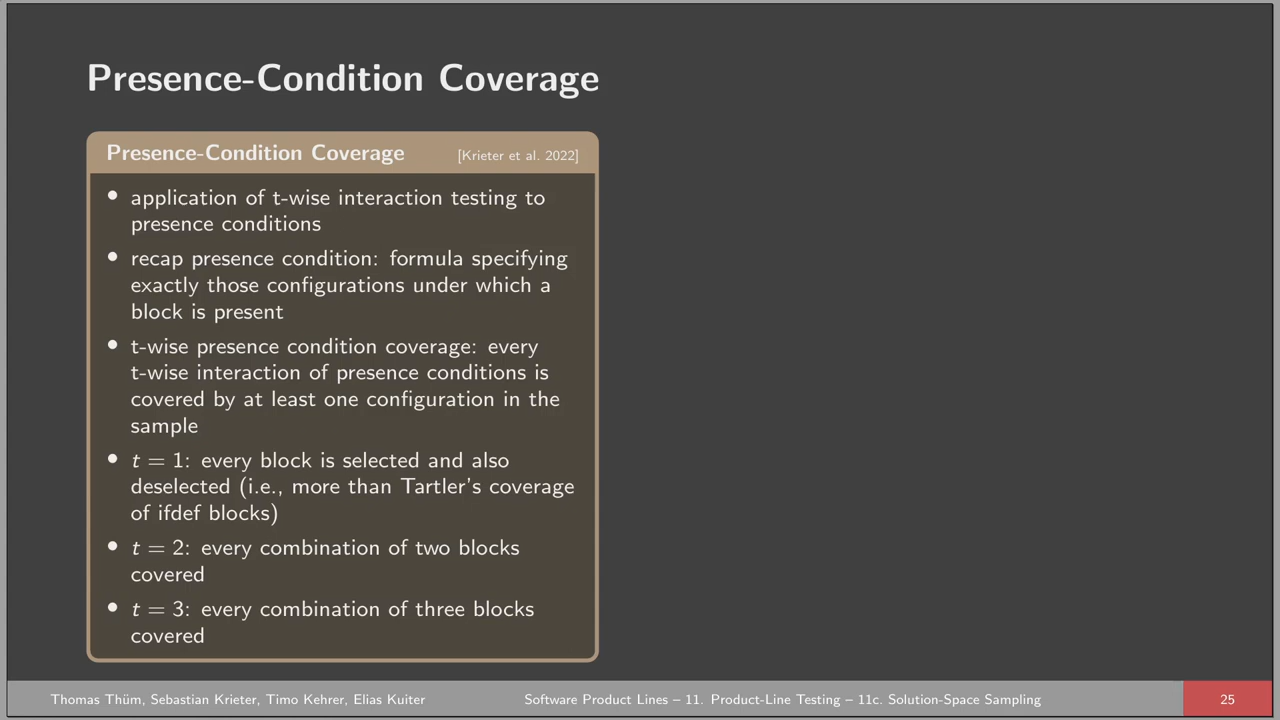 Presence-Condition Coverage
Presence-Condition Coverage [Krieter et al. 2022]
• application of t-wise interaction testing to
presence conditions
• recap presence condition: formula specifying
exactly those configurations under which a
block is present
• t-wise presence condition coverage: every
t-wise interaction of presence conditions is
covered by at least one configuration in the
sample
• t = 1: every block is selected and also
deselected (i.e., more than Tartler's coverage
of ifdef blocks)
• t = 2: every combination of two blocks
covered
• t = 3: every combination of three blocks
covered
Thomas Thüm, Sebastian Krieter, Timo Kehrer, Elias Kuiter Software Product Lines – 11. Product-Line Testing – 11c. Solution-Space Sampling 25